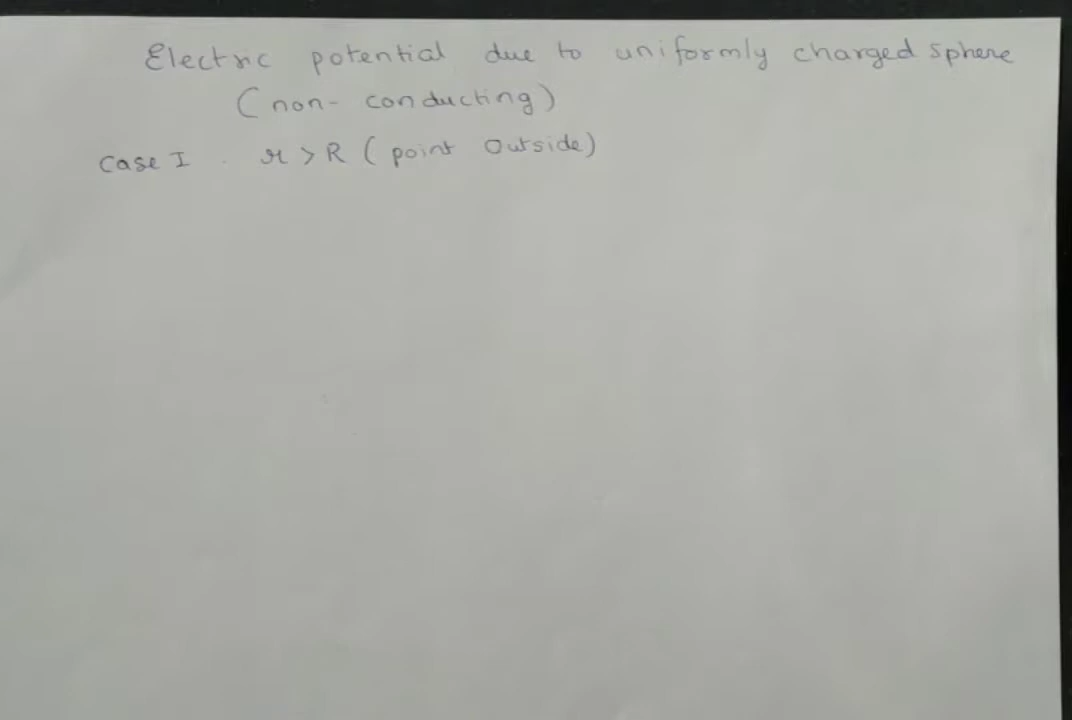 Electric potential due to uniformly charged sphere
(non-conducting)
Case I . r > R (point Outside)